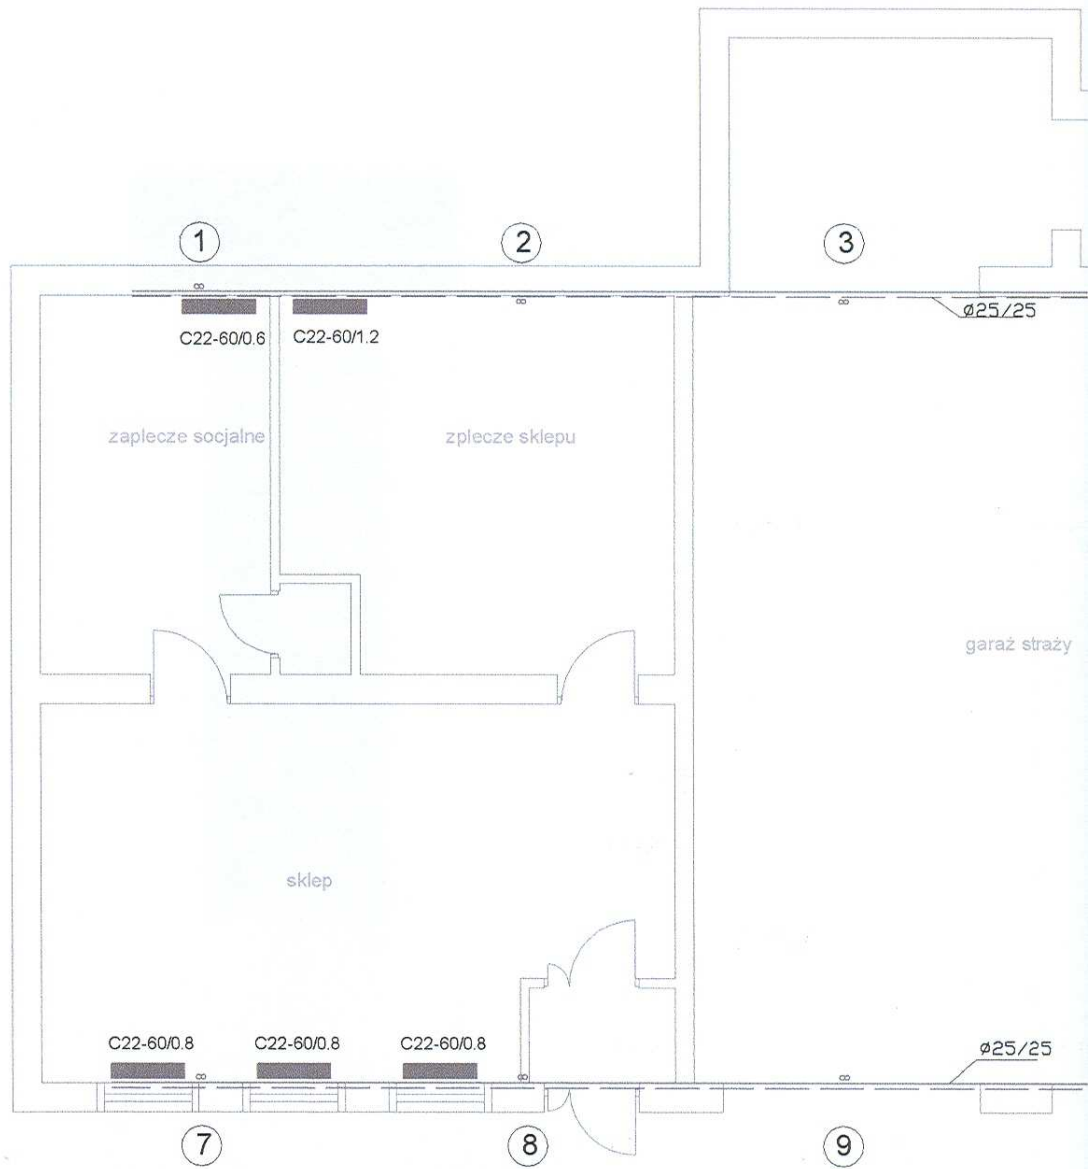 1
2
3
ø25/25
C22-60/0.6
C22-60/1.2
zaplecze socjalne
zplecze sklepu
garaż straży
sklep
C22-60/0.8
C22-60/0.8
C22-60/0.8
ø25/25
7
8
9